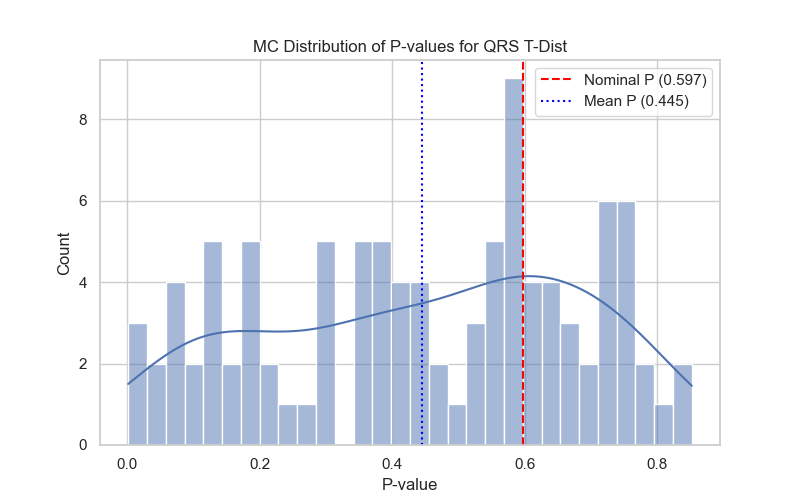 MC Distribution of P-values for QRS T-Dist
Nominal P (0.597)
Mean P (0.445)
8
6
4
2
0
Count
0.0 0.2 0.4 0.6 0.8
P-value